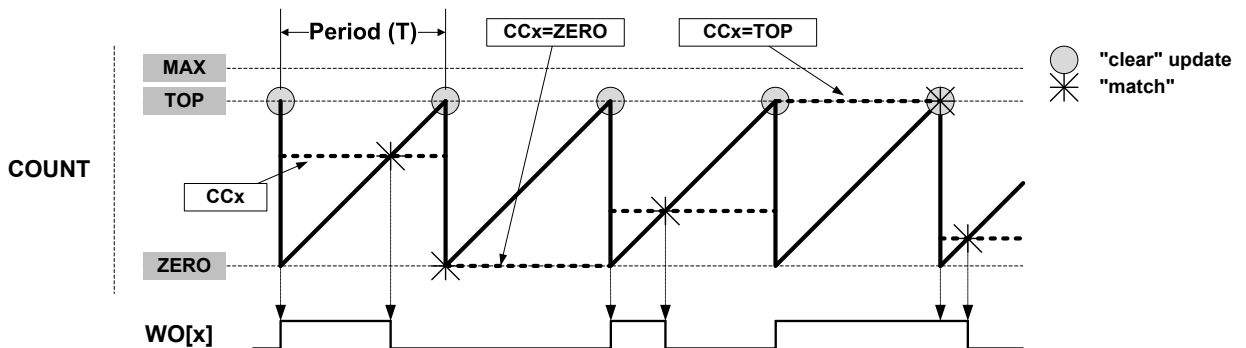 Period (T)
CCx=ZERO
CCx=TOP
"clear" update
"match"
MAX
TOP
COUNT
CCx
ZERO
WO[x]